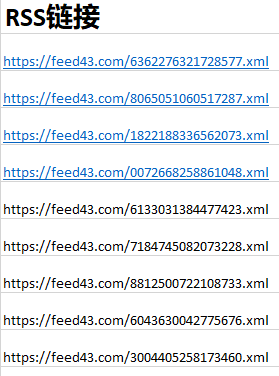 RSS链接
https://feed43.com/6362276321728577.xml
https://feed43.com/8065051060517287.xml
https://feed43.com/1822188336562073.xml
https://feed43.com/0072668258861048.xml
https://feed43.com/6133031384477423.xml
https://feed43.com/7184745082073228.xml
https://feed43.com/8812500722108733.xml
https://feed43.com/6043630042775676.xml
https://feed43.com/3004405258173460.xml